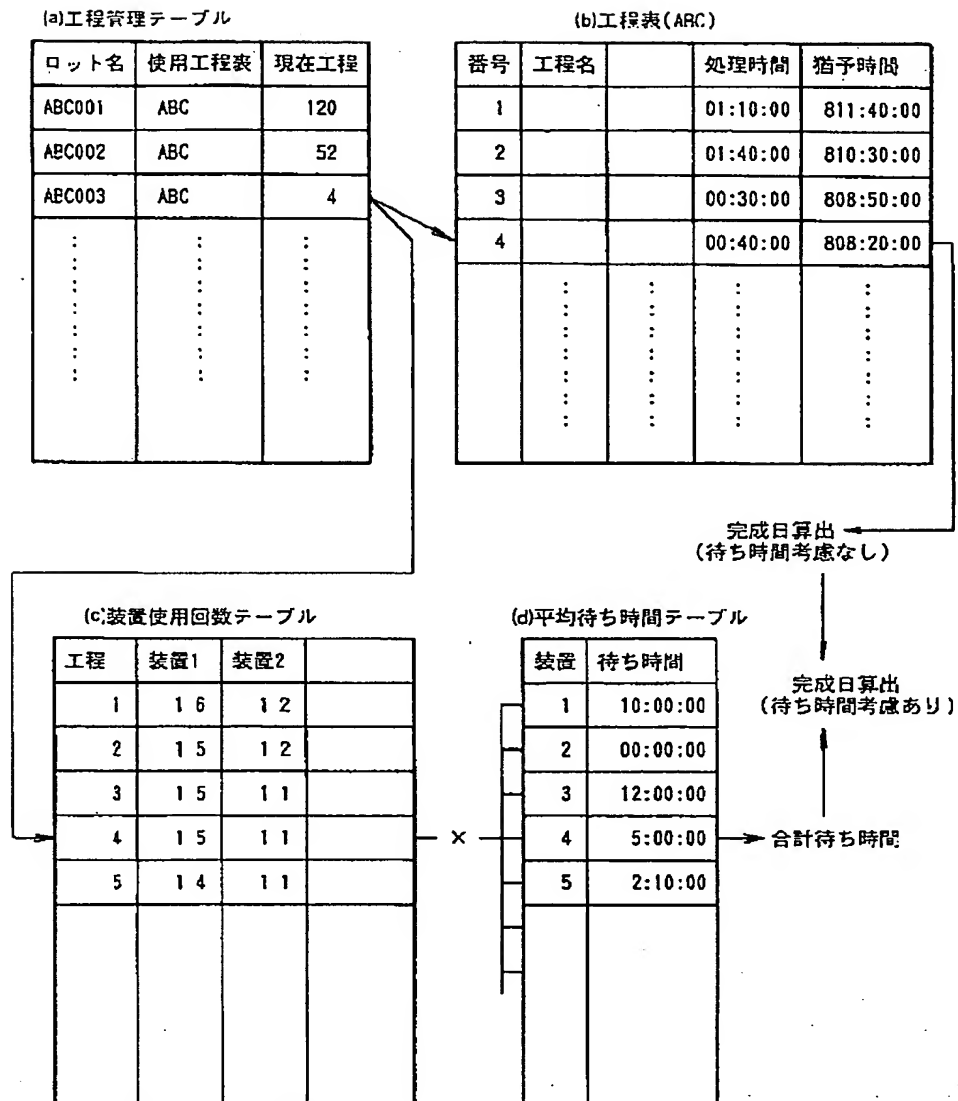 (a)工程管理テーブル
ロット名 使用工程表 現在工程
ABC001 ABC 120
ABC002 ABC 52
ABC003 ABC 4
(b)工程表(ABC)
番号 工程名 処理時間 猶予時間
1 01:10:00 811:40:00
2 01:40:00 810:30:00
3 00:30:00 808:50:00
4 00:40:00 808:20:00
完成日算出
(待ち時間考慮なし)
(c)装置使用回数テーブル
工程 装置1 装置2
1 16 12
2 15 12
3 15 11
4 15 11
5 14 11
×
(d)平均待ち時間テーブル
装置 待ち時間
1 10:00:00
2 00:00:00
3 12:00:00
4 5:00:00
5 2:10:00
完成日算出
(待ち時間考慮あり)
合計待ち時間